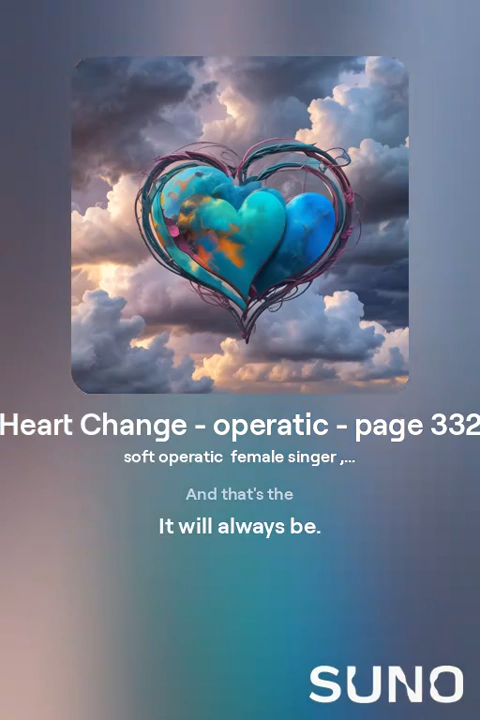 Heart Change - operatic - page 332
soft operatic  female singer ,...
And that's the
It will always be.
SUNO